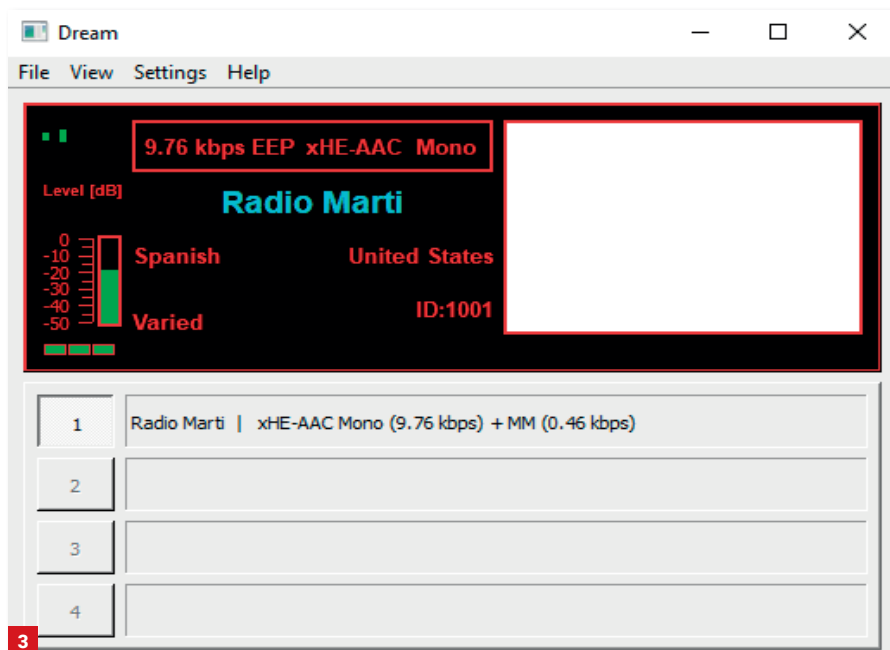 Dream
File View Settings Help
9.76 kbps EEP xHE-AAC Mono
Level [dB]
Radio Marti
0
-10
-20
-30
-40
-50
Spanish
United States
Varied
ID:1001
1
Radio Marti | xHE-AAC Mono (9.76 kbps) + MM (0.46 kbps)
2
3
4
3